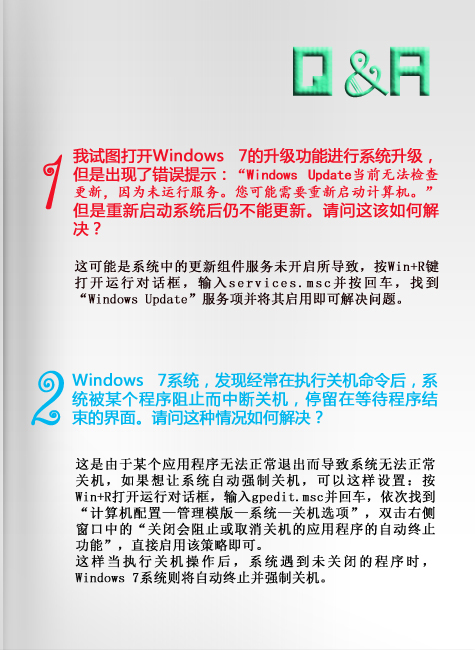 Q & A
1
我试图打开Windows 7的升级功能进行系统升级，
但是出现了错误提示：“Windows Update当前无法检查
更新，因为未运行服务。您可能需要重新启动计算机。”
但是重新启动系统后仍不能更新。请问这该如何解
决？
这可能是系统中的更新组件服务未开启所导致，按Win+R键
打开运行对话框，输入services.msc并按回车，找到
“Windows Update”服务项并将其启用即可解决问题。
2
Windows 7系统，发现经常在执行关机命令后，系
统被某个程序阻止而中断关机，停留在等待程序结
束的界面。请问这种情况如何解决？
这是由于某个应用程序无法正常退出而导致系统无法正常
关机，如果想让系统自动强制关机，可以这样设置：按
Win+R打开运行对话框，输入gpedit.msc并回车，依次找到
“计算机配置—管理模版—系统—关机选项”，双击右侧
窗口中的“关闭会阻止或取消关机的应用程序的自动终止
功能”，直接启用该策略即可。
这样当执行关机操作后，系统遇到未关闭的程序时，
Windows 7系统则将自动终止并强制关机。